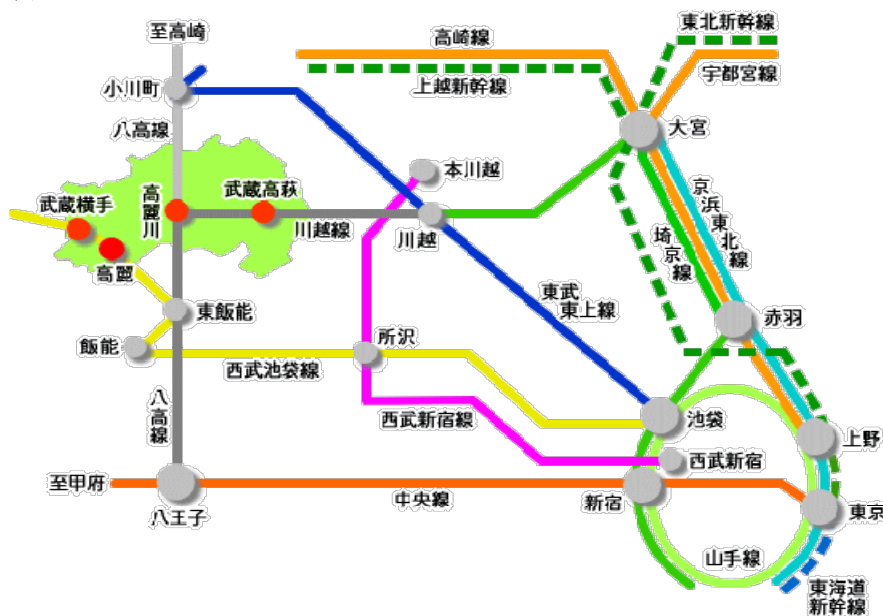 至高崎
高崎線
東北新幹線
上越新幹線
宇都宮線
小川町
大宮
八高線
本川越
武蔵横手
高麗川
武蔵高萩
川越線
川越
京浜東北線
埼京線
高麗
東飯能
東武
東上線
赤羽
飯能
所沢
西武池袋線
八高線
西武新宿線
池袋
上野
西武新宿
至甲府
中央線
新宿
東京
八王子
山手線
東海道
新幹線